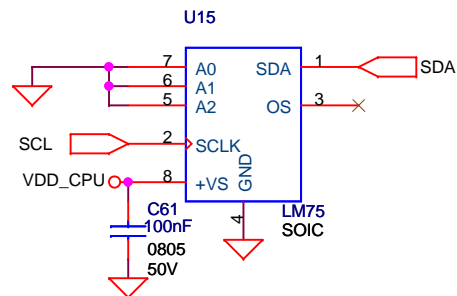 U15
7 A0 SDA 1 SDA
6 A1
5 A2 OS 3
SCL 2 SCLK
VDD_CPU 8 +VS
GND
4
LM75
SOIC
C61
100nF
0805
50V